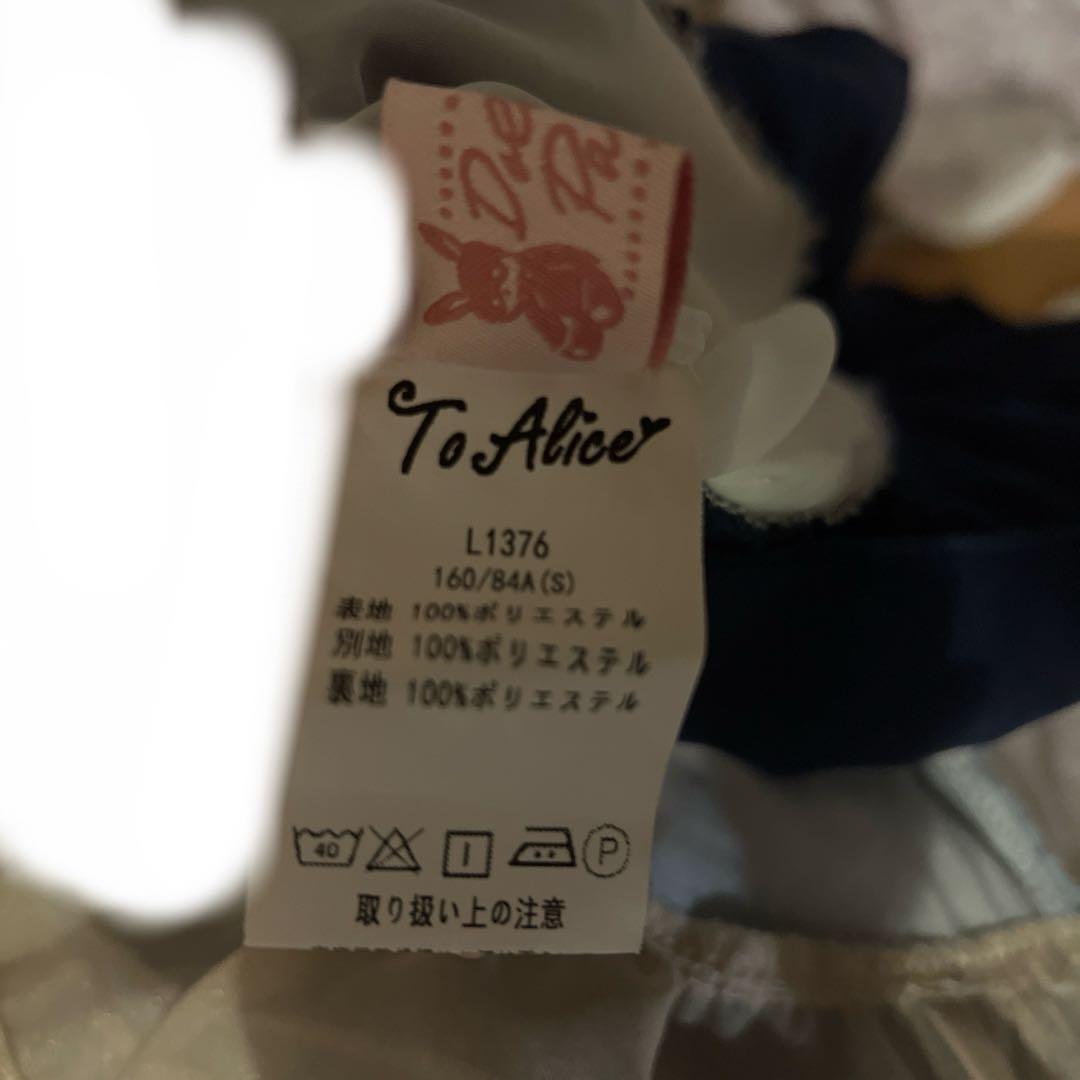 To Alice
L1376
160/84A(S)
表地 100%ポリエステル
別地 100%ポリエステル
裏地 100%ポリエステル
40
P
取り扱い上の注意